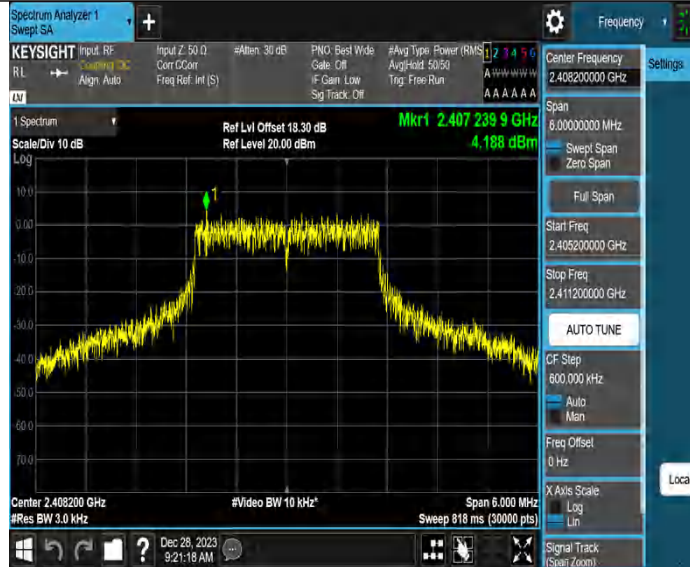 Spectrum Analyzer 1
Swept SA
+
Frequency
KEYSIGHT
RL
Input: RF
Coupling: DC
Align: Auto
Input Z: 50 Ω
Corr CCorr
Freq Ref: Int (S)
#Atten: 30 dB
PNO: Best Wide
Gate: Off
IF Gain: Low
Sig Track: Off
#Avg Type: Power (RMS
Avg|Hold: 50/50
Trig: Free Run
1 2 3 4 5 6
A W W W W W
A A A A A A
LXI
1 Spectrum
Scale/Div 10 dB
Ref Lvl Offset 18.30 dB
Ref Level 20.00 dBm
Mkr1 2.407 239 9 GHz
4.188 dBm
Log
1
10.0
0.00
-10.0
-20.0
-30.0
-40.0
-50.0
-60.0
-70.0
Center 2.408200 GHz
#Res BW 3.0 kHz
#Video BW 10 kHz*
Span 6.000 MHz
Sweep 818 ms (30000 pts)
?
Dec 28, 2023
9:21:18 AM
Center Frequency
2.408200000 GHz
Span
6.00000000 MHz
Swept Span
Zero Span
Full Span
Start Freq
2.405200000 GHz
Stop Freq
2.411200000 GHz
AUTO TUNE
CF Step
600.000 kHz
Auto
Man
Freq Offset
0 Hz
X Axis Scale
Log
Lin
Signal Track
(Span Zoom)
Settings
Loca